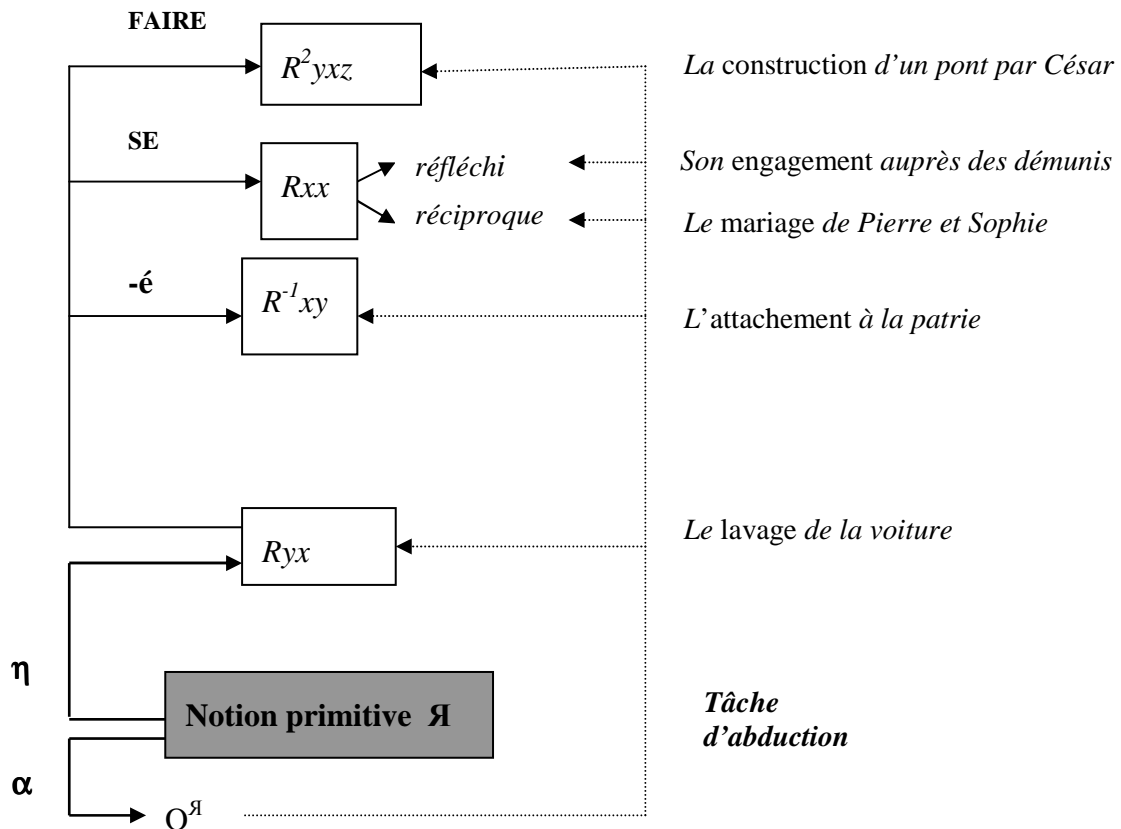 FAIRE
R²yxz
La construction d'un pont par César
SE
Rxx
réfléchi
Son engagement auprès des démunis
réciproque
Le mariage de Pierre et Sophie
-é
R⁻¹xy
L'attachement à la patrie
Ryx
Le lavage de la voiture
η
Notion primitive Я
Tâche
d'abduction
α
O^Я